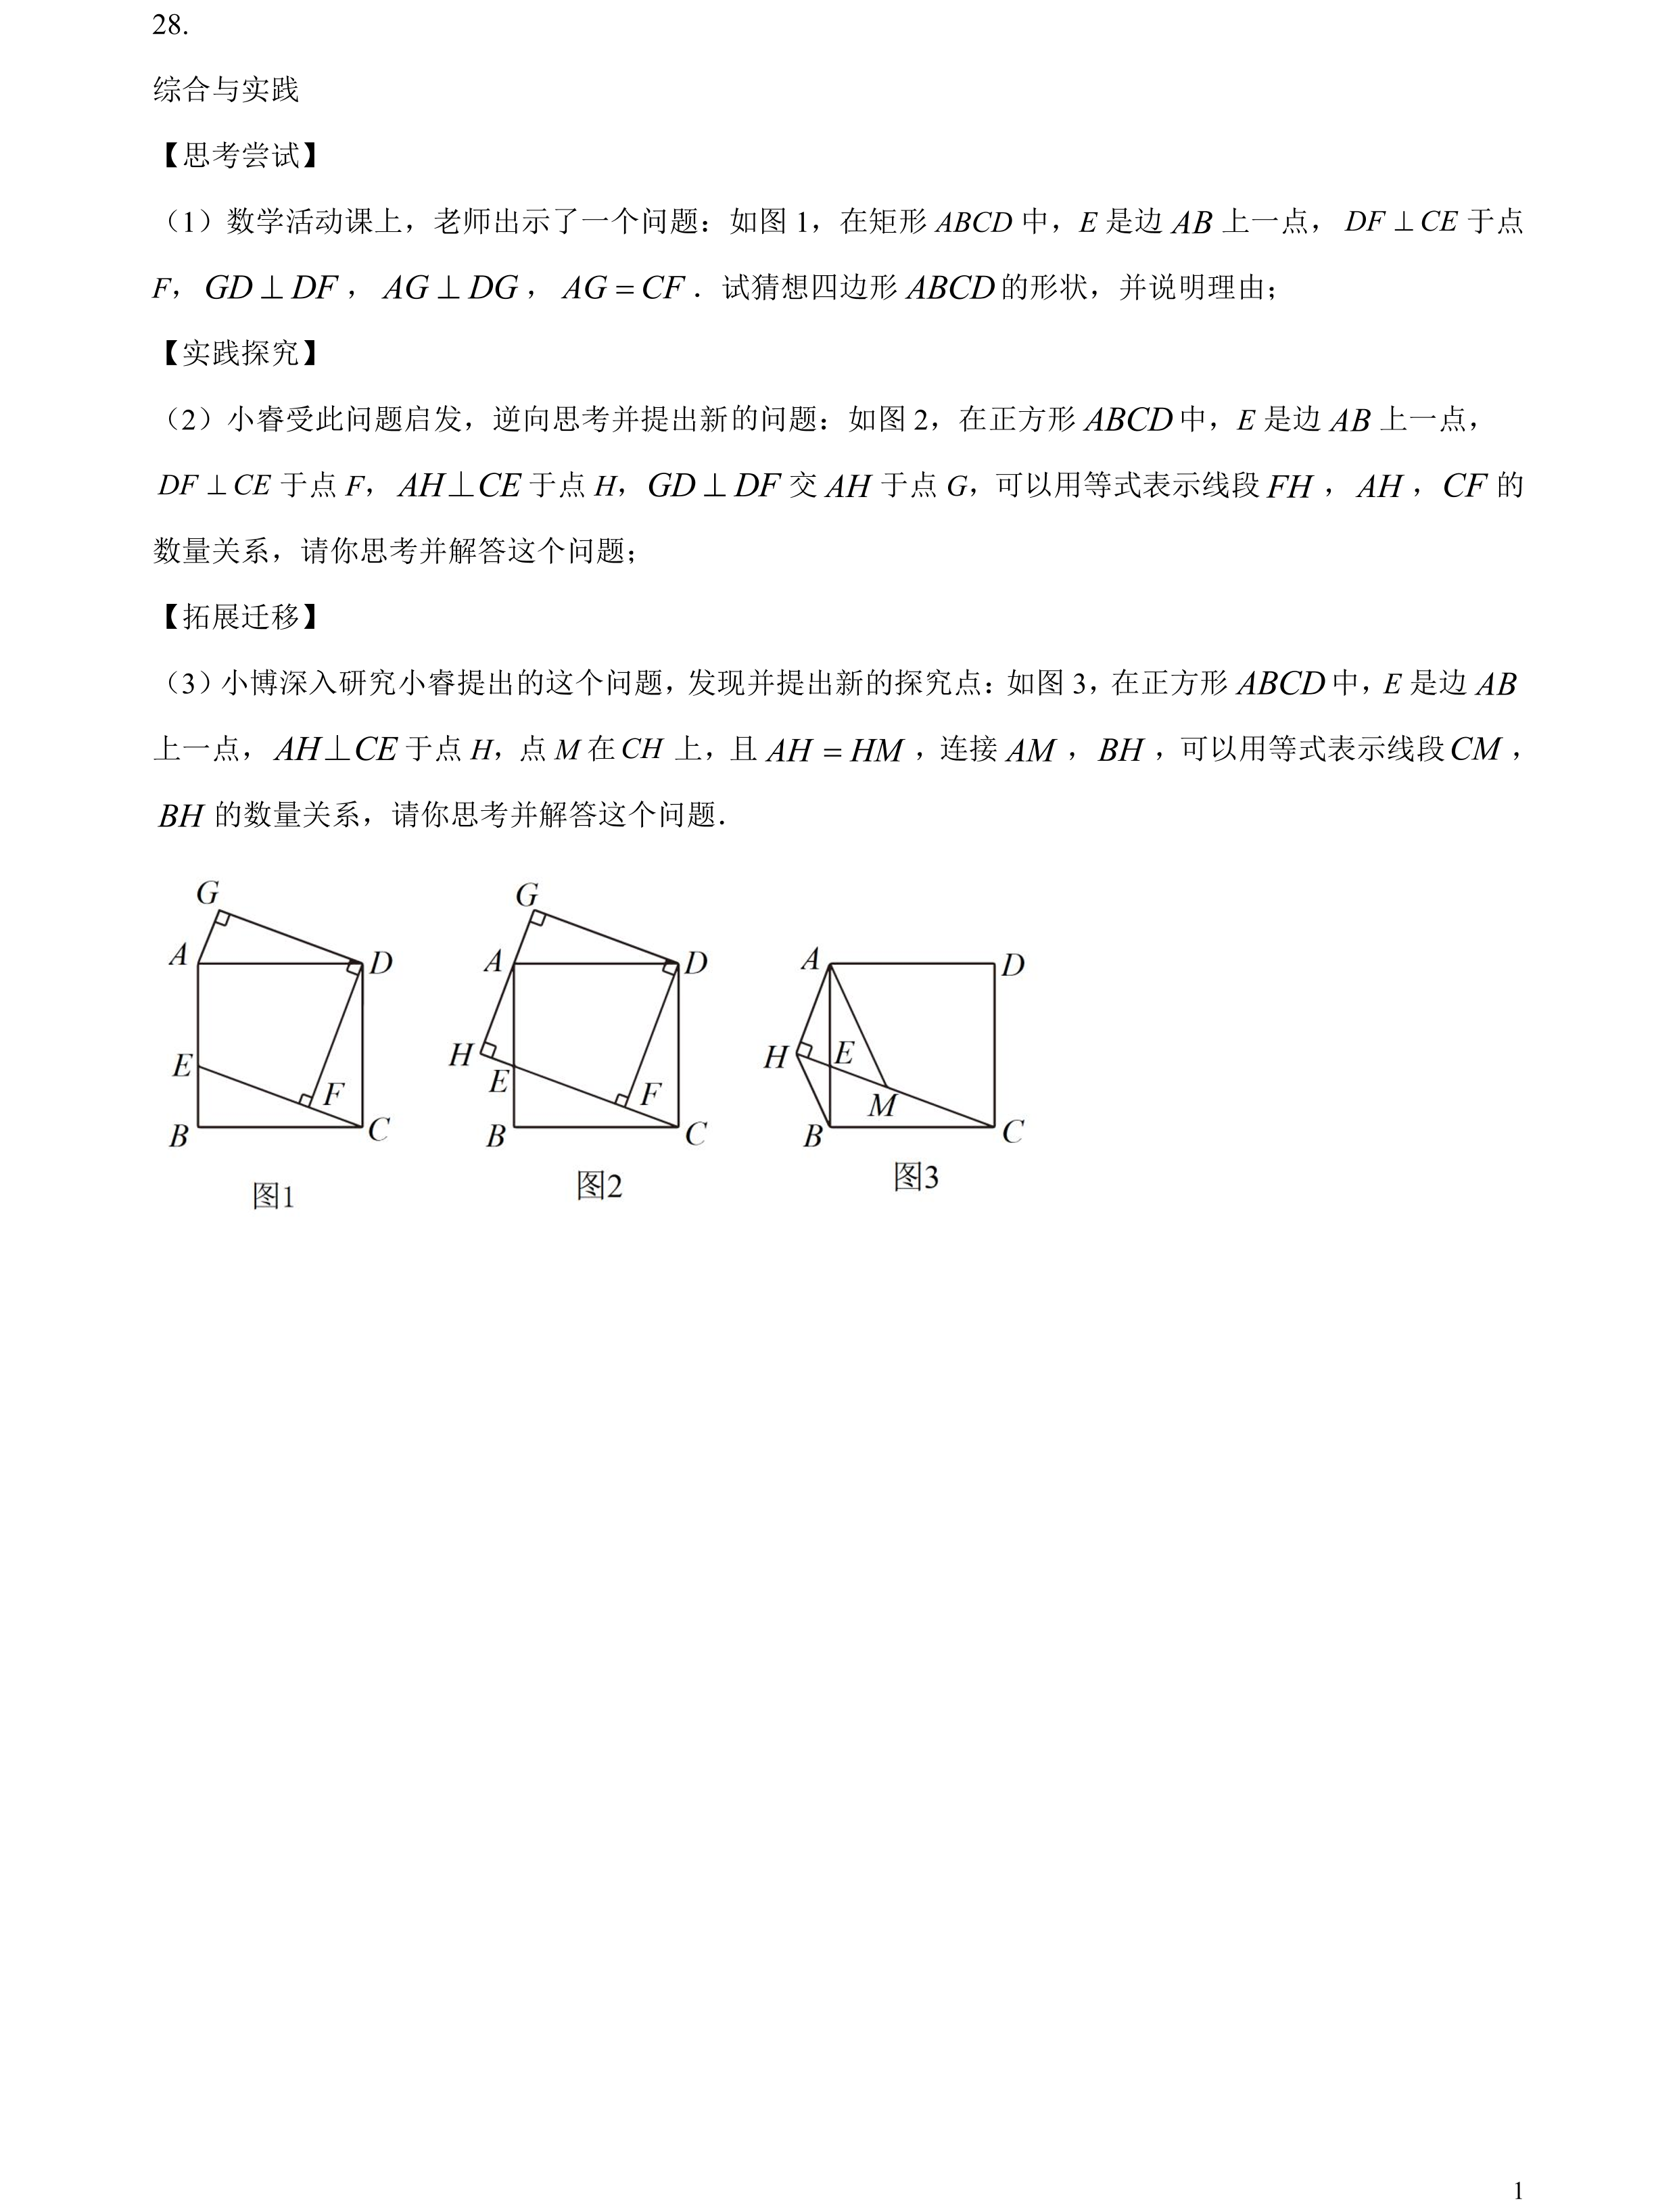 28.
综合与实践
【思考尝试】
（1）数学活动课上，老师出示了一个问题：如图 1，在矩形 ABCD 中，E 是边 AB 上一点，DF⊥CE 于点
F，GD⊥DF，AG⊥DG，AG=CF．试猜想四边形 ABCD 的形状，并说明理由；
【实践探究】
（2）小睿受此问题启发，逆向思考并提出新的问题：如图 2，在正方形 ABCD 中，E 是边 AB 上一点，
DF⊥CE 于点 F，AH⊥CE 于点 H，GD⊥DF 交 AH 于点 G，可以用等式表示线段 FH，AH，CF 的
数量关系，请你思考并解答这个问题；
【拓展迁移】
（3）小博深入研究小睿提出的这个问题，发现并提出新的探究点：如图 3，在正方形 ABCD 中，E 是边 AB
上一点，AH⊥CE 于点 H，点 M 在 CH 上，且 AH=HM，连接 AM，BH，可以用等式表示线段 CM，
BH 的数量关系，请你思考并解答这个问题．
G
A
D
E
F
B
C
图1
G
A
D
H
E
F
B
C
图2
A
D
H
E
M
B
C
图3
1